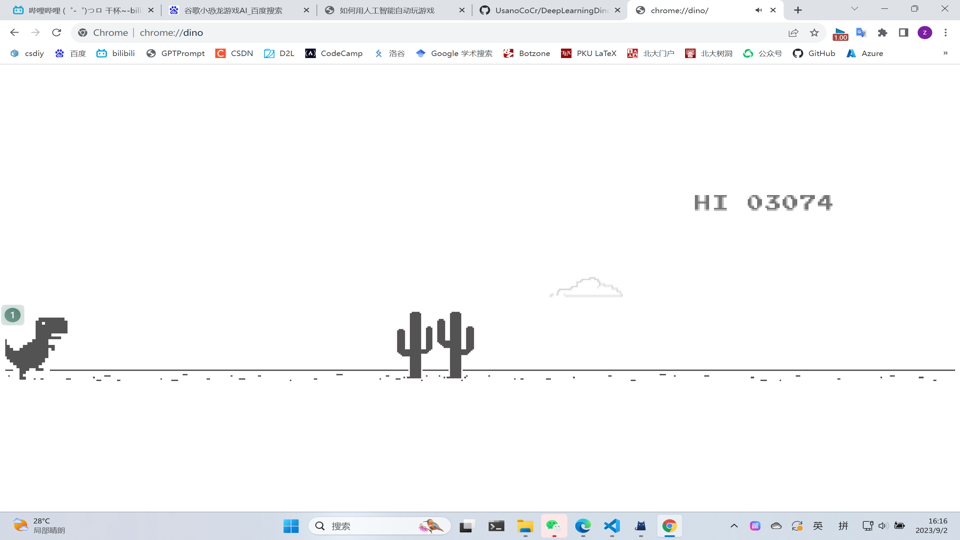 哔哩哔哩 (゜-゜)つロ 干杯~-bili
谷歌小恐龙游戏AI_百度搜索
如何用人工智能自动玩游戏
UsanoCoCr/DeepLearningDin
chrome://dino/
Chrome | chrome://dino
1.00
z
csdiy
百度
bilibili
GPTPrompt
CSDN
D2L
CodeCamp
洛谷
Google 学术搜索
Botzone
PKU LaTeX
北大门户
北大树洞
公众号
GitHub
Azure
»
HI 03074
1
28°C
局部晴朗
搜索
英
拼
16:16
2023/9/2